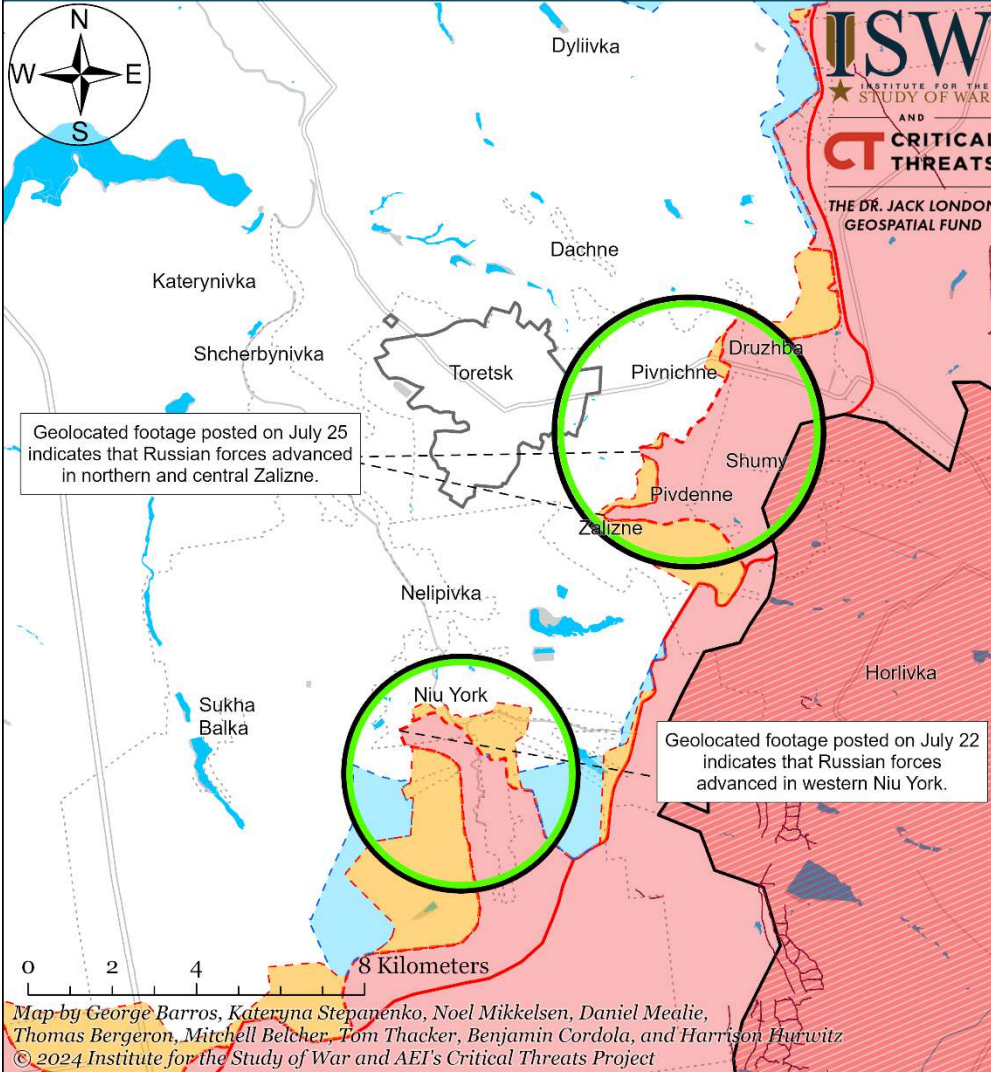 N
W
E
S
ISW
INSTITUTE FOR THE
STUDY OF WAR
AND
CT CRITICAL
THREATS
THE DR. JACK LONDON
GEOSPATIAL FUND
Dyliivka
Dachne
Katerynivka
Shcherbynivka
Toretsk
Pivnichne
Druzhba
Geolocated footage posted on July 25
indicates that Russian forces advanced
in northern and central Zalizne.
Shumy
Pivdenne
Zalizne
Nelipivka
Horlivka
Niu York
Sukha
Balka
Geolocated footage posted on July 22
indicates that Russian forces
advanced in western Niu York.
0 2 4 8 Kilometers
Map by George Barros, Kateryna Stepanenko, Noel Mikkelsen, Daniel Mealie,
Thomas Bergeron, Mitchell Belcher, Tom Thacker, Benjamin Cordola, and Harrison Hurwitz
© 2024 Institute for the Study of War and AEI's Critical Threats Project